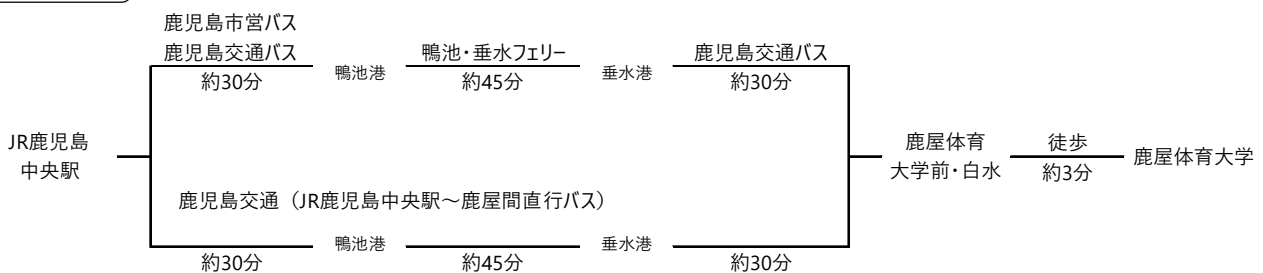 鹿児島市営バス
鹿児島交通バス
約30分
鴨池港
鴨池・垂水フェリー
約45分
垂水港
鹿児島交通バス
約30分
JR鹿児島
中央駅
鹿屋体育
大学前・白水
徒歩
約3分
鹿屋体育大学
鹿児島交通（JR鹿児島中央駅～鹿屋間直行バス）
約30分
鴨池港
約45分
垂水港
約30分